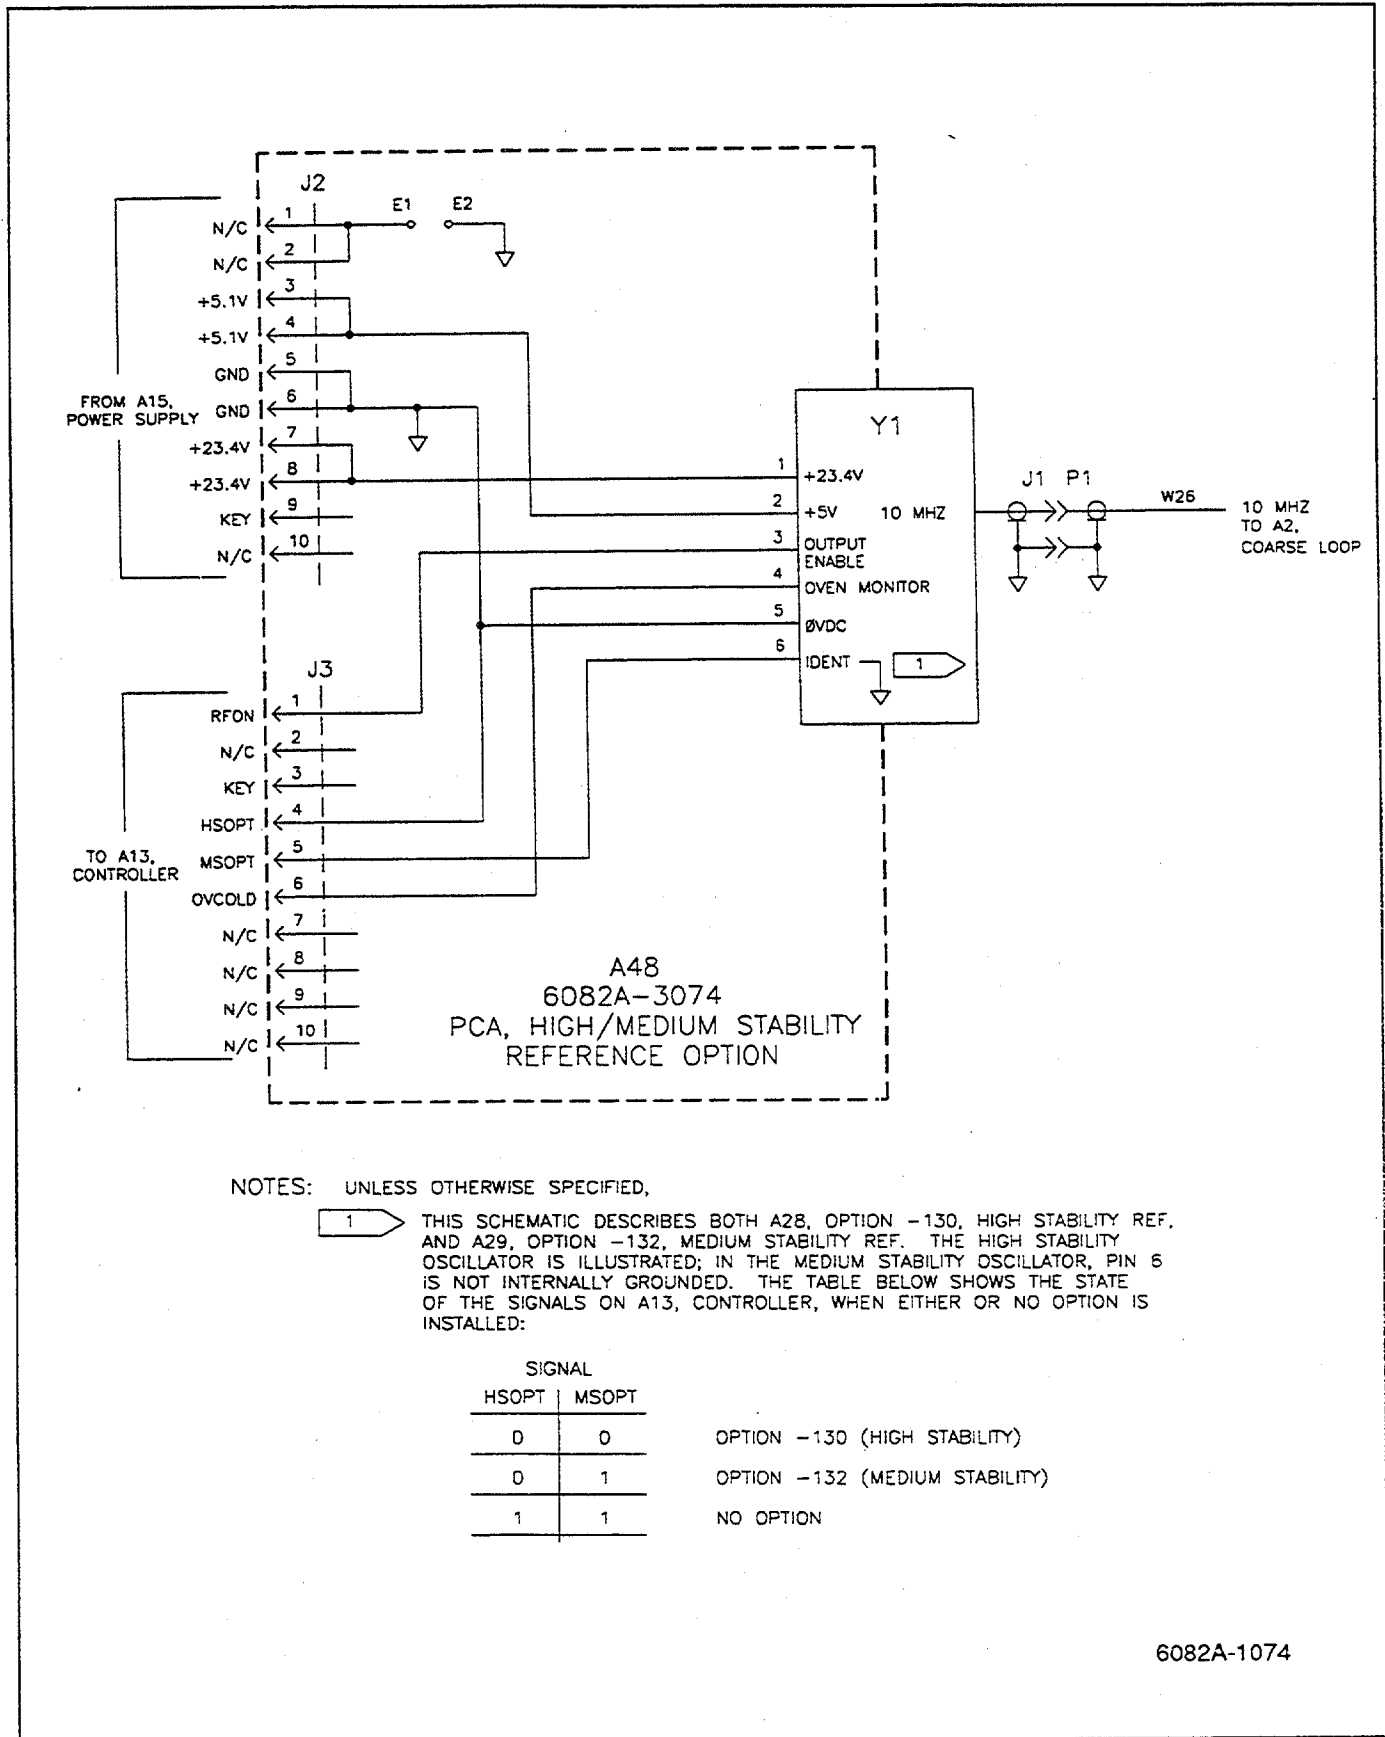 J2
E1 E2
N/C 1
N/C 2
+5.1V 3
+5.1V 4
GND 5
GND 6
+23.4V 7
+23.4V 8
KEY 9
N/C 10
FROM A15,
POWER SUPPLY
Y1
1 +23.4V
2 +5V
3 OUTPUT
ENABLE
4 OVEN MONITOR
5 ØVDC
6 IDENT
1
10 MHZ
J1 P1
W26
10 MHZ
TO A2,
COARSE LOOP
J3
RFON 1
N/C 2
KEY 3
HSOPT 4
MSOPT 5
OVCOLD 6
N/C 7
N/C 8
N/C 9
N/C 10
TO A13,
CONTROLLER
A48
6082A-3074
PCA, HIGH/MEDIUM STABILITY
REFERENCE OPTION
NOTES: UNLESS OTHERWISE SPECIFIED,
1 THIS SCHEMATIC DESCRIBES BOTH A28, OPTION -130, HIGH STABILITY REF,
AND A29, OPTION -132, MEDIUM STABILITY REF. THE HIGH STABILITY
OSCILLATOR IS ILLUSTRATED; IN THE MEDIUM STABILITY OSCILLATOR, PIN 6
IS NOT INTERNALLY GROUNDED. THE TABLE BELOW SHOWS THE STATE
OF THE SIGNALS ON A13, CONTROLLER, WHEN EITHER OR NO OPTION IS
INSTALLED:
SIGNAL
HSOPT MSOPT
0 0 OPTION -130 (HIGH STABILITY)
0 1 OPTION -132 (MEDIUM STABILITY)
1 1 NO OPTION
6082A-1074